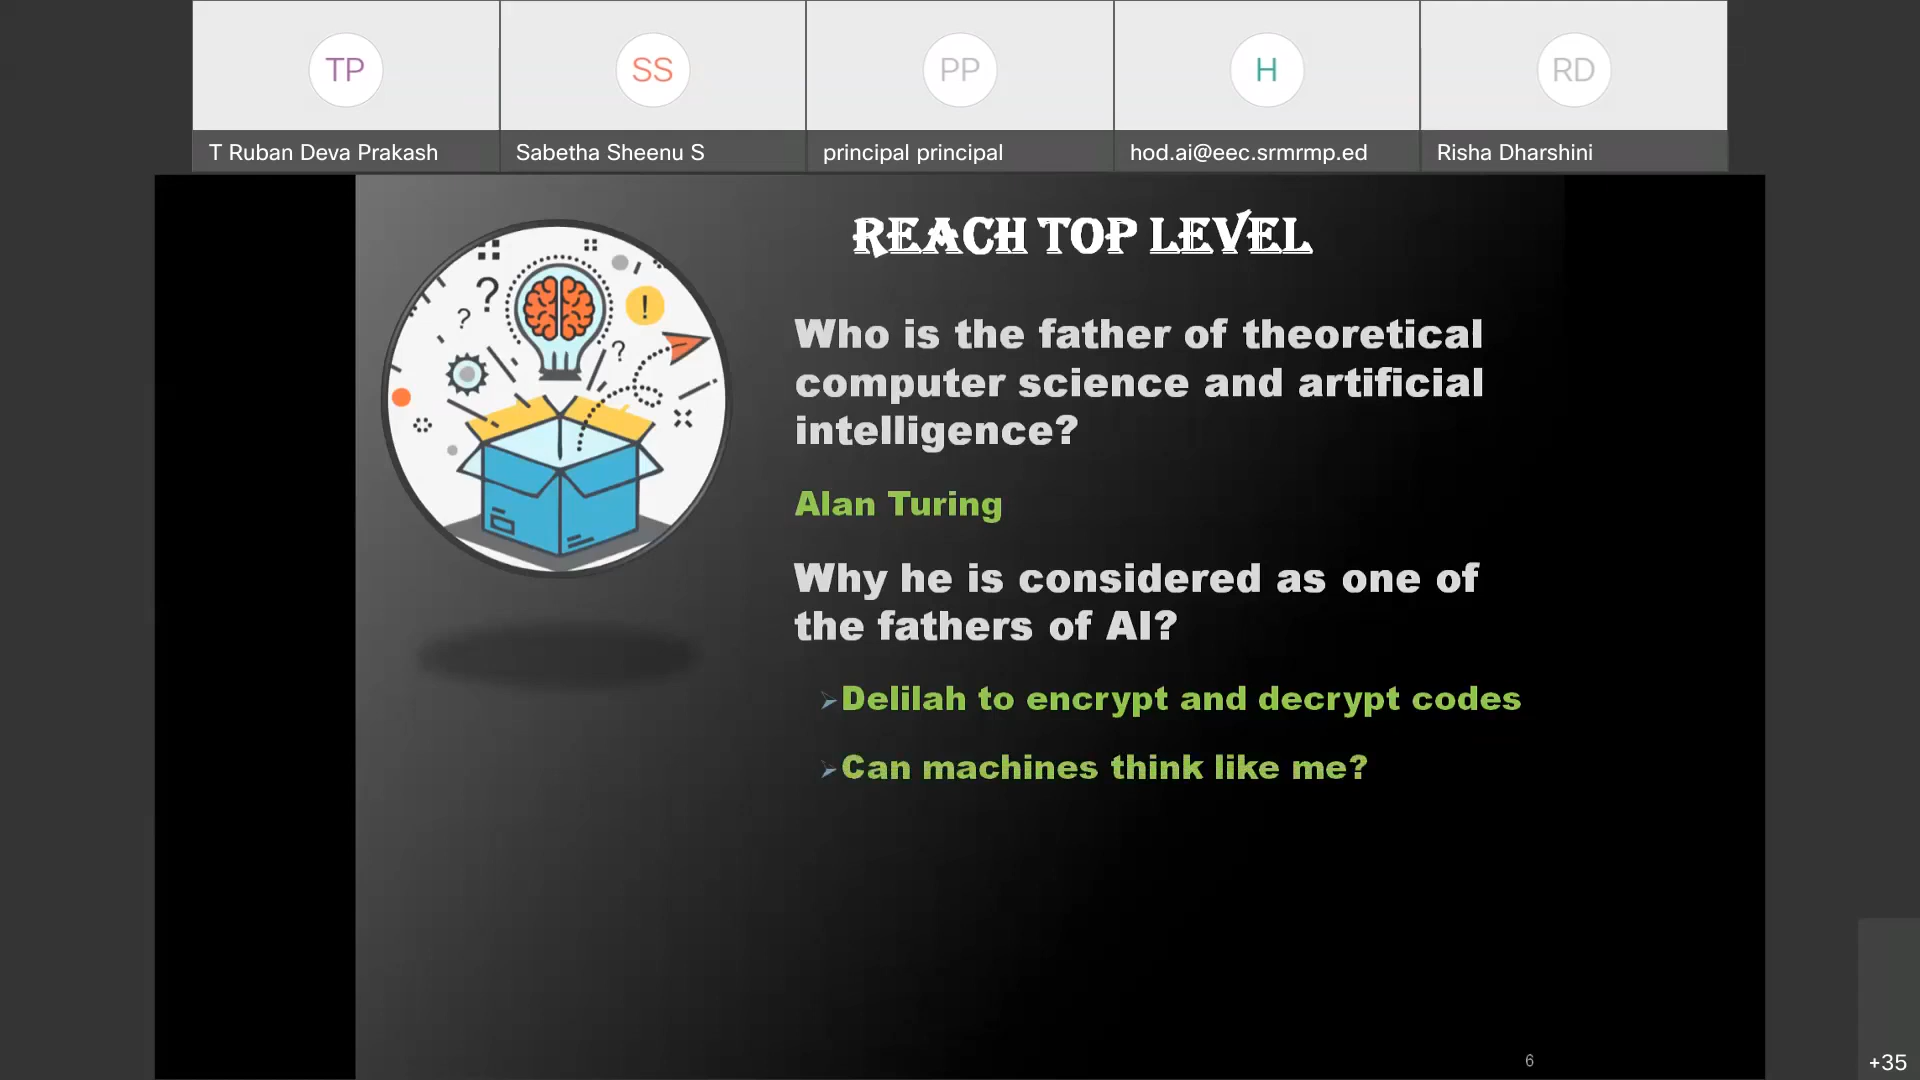 TP
SS
PP
H
RD
T Ruban Deva Prakash
Sabetha Sheenu S
principal principal
hod.ai@eec.srmrmp.ed
Risha Dharshini
REACH TOP LEVEL
Who is the father of theoretical
computer science and artificial
intelligence?
Alan Turing
Why he is considered as one of
the fathers of AI?
➢Delilah to encrypt and decrypt codes
➢Can machines think like me?
6
+35